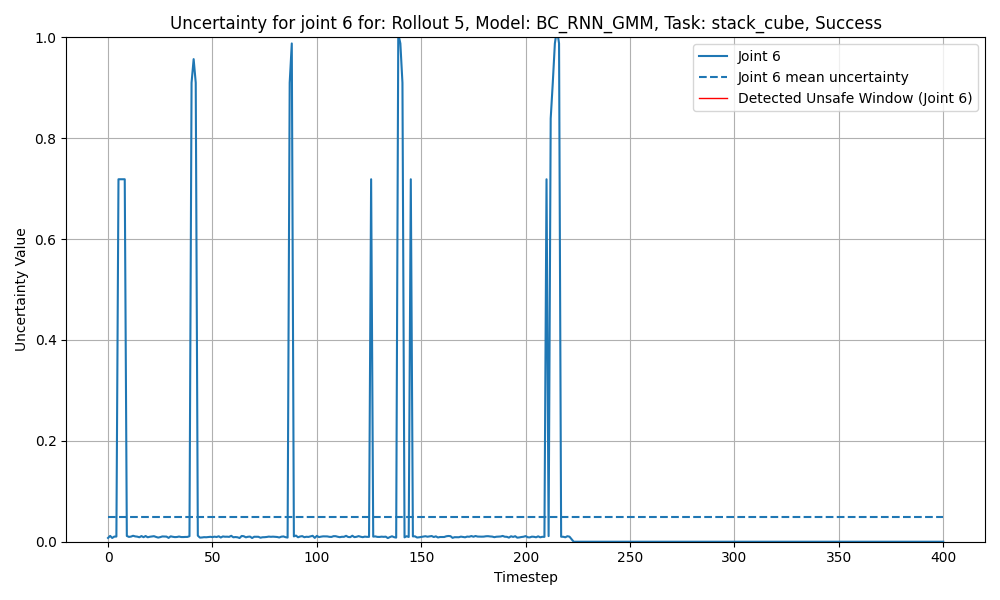 Uncertainty for joint 6 for: Rollout 5, Model: BC_RNN_GMM, Task: stack_cube, Success
Joint 6
Joint 6 mean uncertainty
Detected Unsafe Window (Joint 6)
Uncertainty Value
1.0
0.8
0.6
0.4
0.2
0.0
0 50 100 150 200 250 300 350 400
Timestep